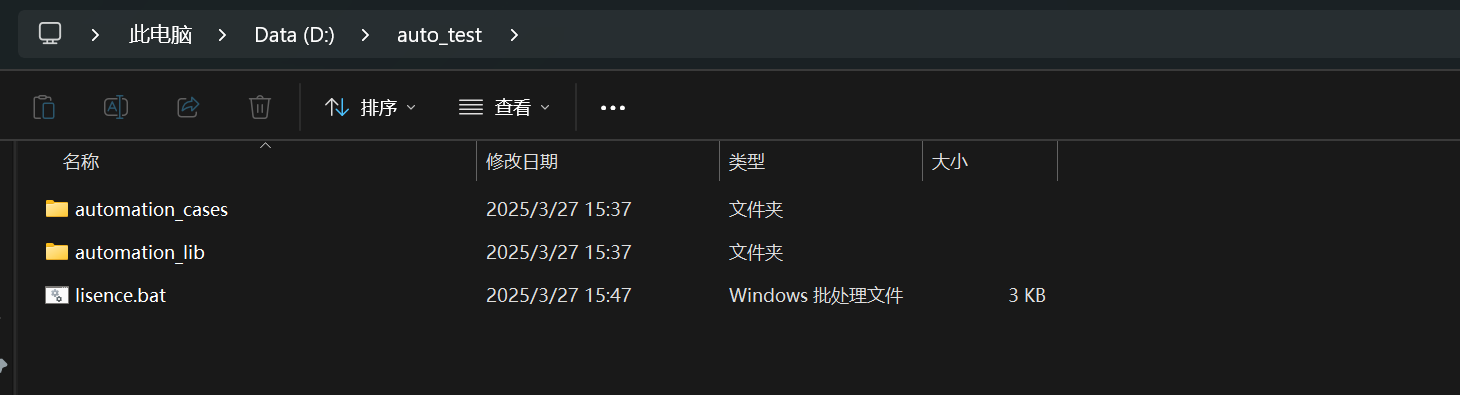 此电脑 Data (D:) auto_test
排序 查看
名称 修改日期 类型 大小
automation_cases 2025/3/27 15:37 文件夹
automation_lib 2025/3/27 15:37 文件夹
lisence.bat 2025/3/27 15:47 Windows 批处理文件 3 KB